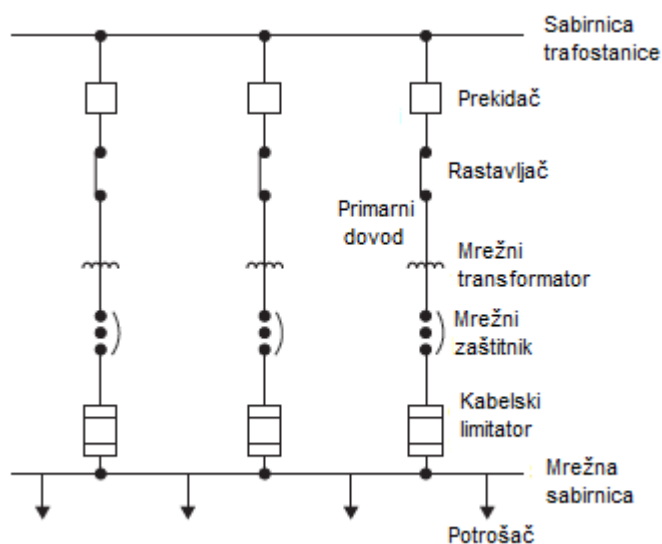 Sabirnica
trafostanice
Prekidač
Rastavljač
Primarni
dovod
Mrežni
transformator
Mrežni
zaštitnik
Kabelski
limitator
Mrežna
sabirnica
Potrošač